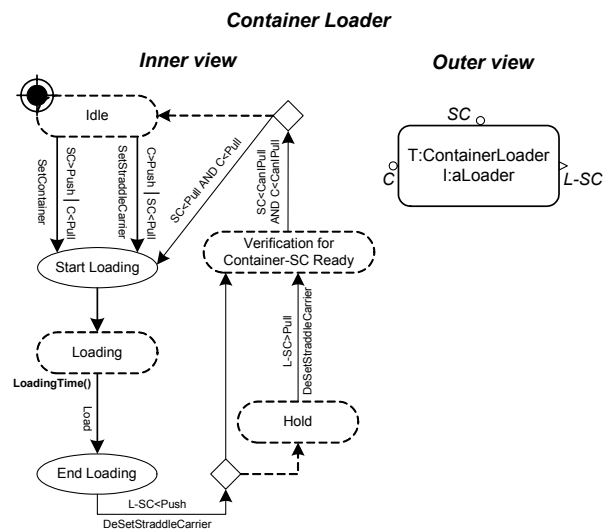 Container Loader
Inner view
Outer view
Idle
SC>Push | C<Pull
SetContainer
C>Push | SC<Pull
SetStraddleCarrier
SC<Pull AND C<Pull
SC<CanIPull
AND C<CanIPull
SC
C
T:ContainerLoader
I:aLoader
L-SC
Start Loading
Verification for
Container-SC Ready
Loading
LoadingTime()
Load
L-SC>Pull
DeSetStraddleCarrier
Hold
End Loading
L-SC<Push
DeSetStraddleCarrier